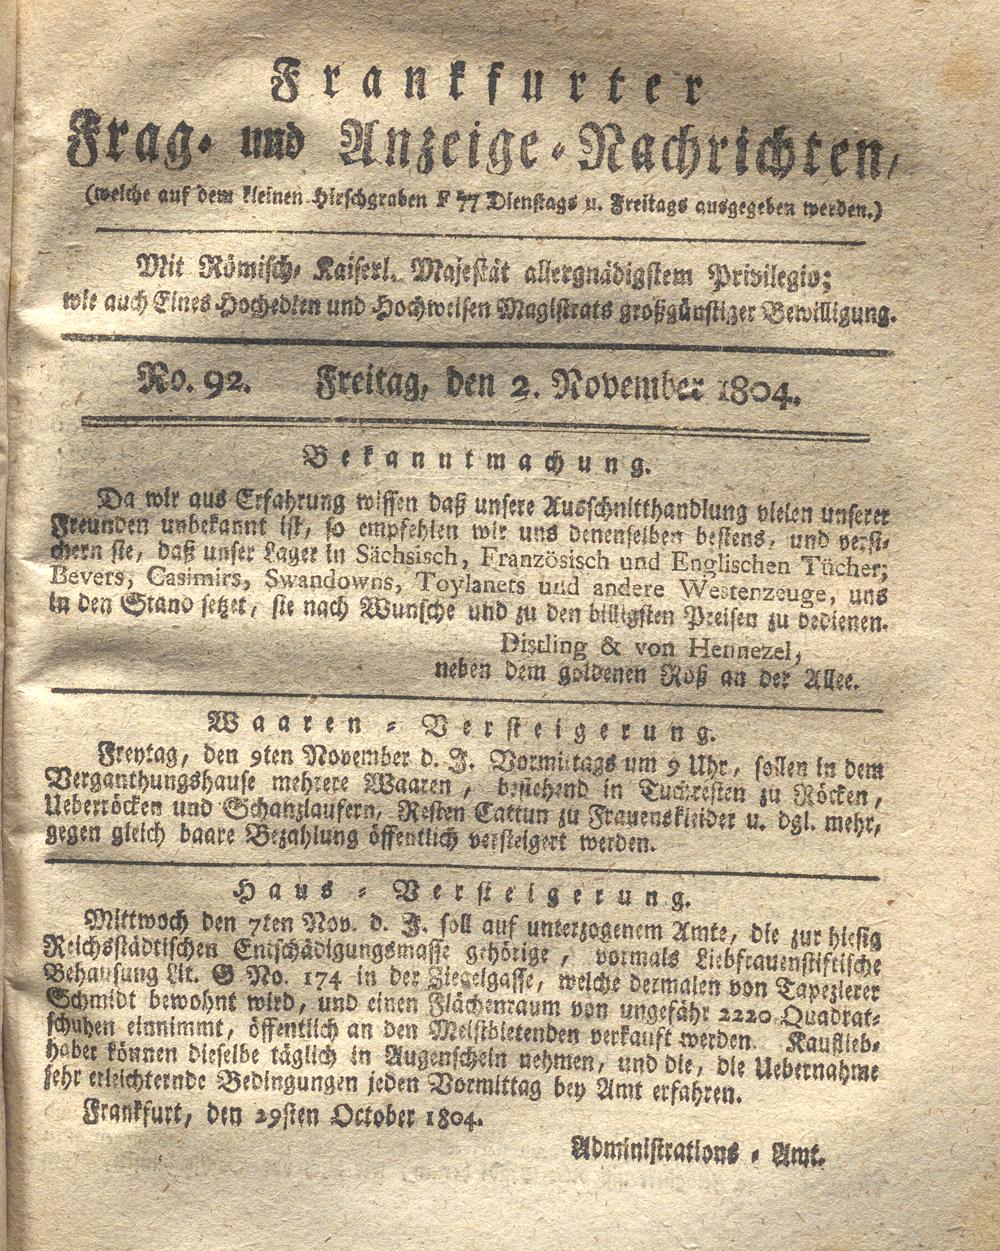 Frankfurter
Frag- und Anzeige-Nachrichten,
(welche auf dem kleinen Hirschgraben F 77 Dienstags u. Freitags ausgegeben werden.)
Mit Römisch- Kaiserl. Majestät allergnädigstem Privilegio;
wie auch Eines Hochedlen und Hochweisen Magistrats großgünstiger Bewilligung.
No. 92. Freitag, den 2. November 1804.
Bekanntmachung.
Da wir aus Erfahrung wissen daß unsere Ausschnitthandlung vielen unserer
Freunden unbekannt ist, so empfehlen wir uns denenselben bestens, und versi-
chern sie, daß unser Lager in Sächsisch, Französisch und Englischen Tücher;
Bevers, Casimirs, Swandowns, Toylanets und andere Westenzeuge, uns
in den Stand setzet, sie nach Wunsche und zu den billigsten Preisen zu bedienen.
Distling & von Hennezel,
neben dem goldenen Roß an der Allee.
Waaren-Versteigerung.
Freytag, den 9ten November d. J. Vormittags um 9 Uhr, sollen in dem
Verganthungshause mehrere Waaren, bestehend in Tuchresten zu Röcken,
Ueberröcken und Schanzlaufern, Resten Cattun zu Frauenskleider u. dgl. mehr,
gegen gleich baare Bezahlung öffentlich versteigert werden.
Haus-Versteigerung.
Mittwoch den 7ten Nov. d. J. soll auf unterzogenem Amte, die zur hiesig
Reichsstädtischen Entschädigungsmasse gehörige, vormals Liebfrauenstiftische
Behausung Lit. G No. 174 in der Ziegelgasse, welche dermalen von Tapezierer
Schmidt bewohnt wird, und einen Flächenraum von ungefähr 2220 Quadrat-
schuhen einnimmt, öffentlich an den Meistbietenden verkauft werden. Kauflieb-
haber können dieselbe täglich in Augenschein nehmen, und die, die Uebernahme
sehr erleichternde Bedingungen jeden Vormittag bey Amt erfahren.
Frankfurt, den 29sten October 1804.
Administrations-Amt.